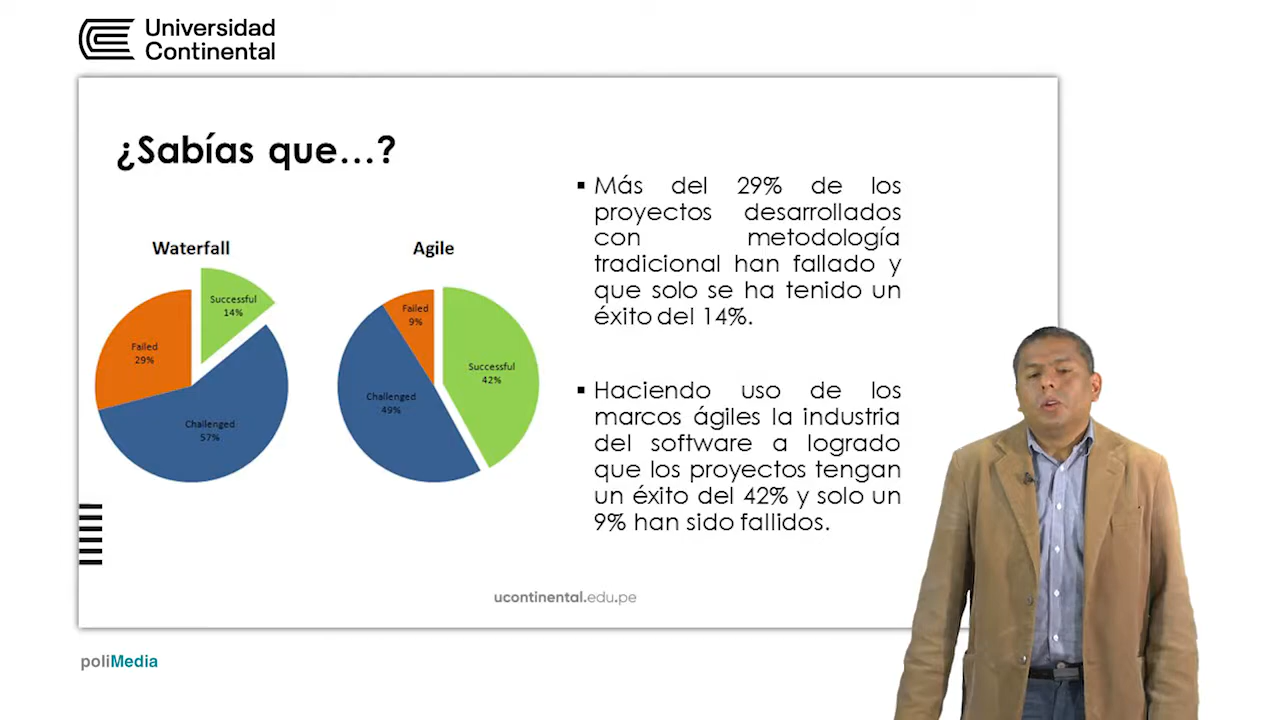 Universidad
Continental
¿Sabías que...?
Waterfall
Successful
14%
Failed
29%
Challenged
57%
Agile
Failed
9%
Successful
42%
Challenged
49%
▪ Más del 29% de los
proyectos desarrollados
con metodología
tradicional han fallado y
que solo se ha tenido un
éxito del 14%.
▪ Haciendo uso de los
marcos ágiles la industria
del software a logrado
que los proyectos tengan
un éxito del 42% y solo un
9% han sido fallidos.
ucontinental.edu.pe
poliMedia